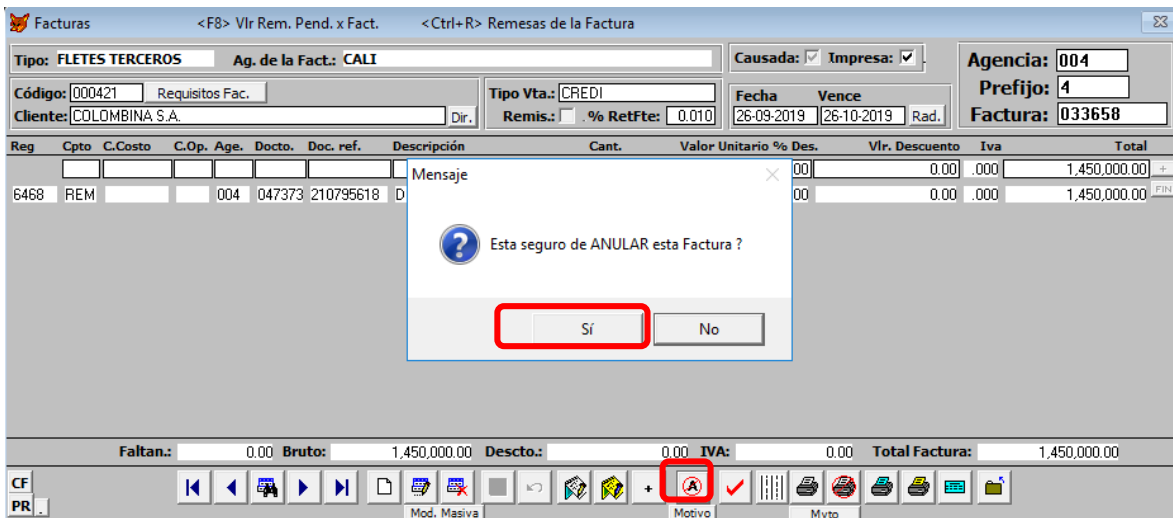 Facturas <F8> Vlr Rem. Pend. x Fact. <Ctrl+R> Remesas de la Factura
Tipo: FLETES TERCEROS Ag. de la Fact.: CALI Causada: Impresa: . Agencia: 004
Código: 000421 Requisitos Fac. Tipo Vta.: CREDI Fecha Vence Prefijo: 4
Cliente: COLOMBINA S.A. Dir. Remis.: . % RetFte: 0.010 26-09-2019 26-10-2019 Rad. Factura: 033658
Reg Cpto C.Costo C.Op. Age. Docto. Doc. ref. Descripción Cant. Valor Unitario % Des. Vlr. Descuento Iva Total
00 0.00 .000 1,450,000.00 +
6468 REM 004 047373 210795618 D 00 0.00 .000 1,450,000.00 FIN
Mensaje
Esta seguro de ANULAR esta Factura ?
Sí No
Faltan.: 0.00 Bruto: 1,450,000.00 Descto.: 0.00 IVA: 0.00 Total Factura: 1,450,000.00
CF
PR . + A
Mod. Masiva Motivo Mvto